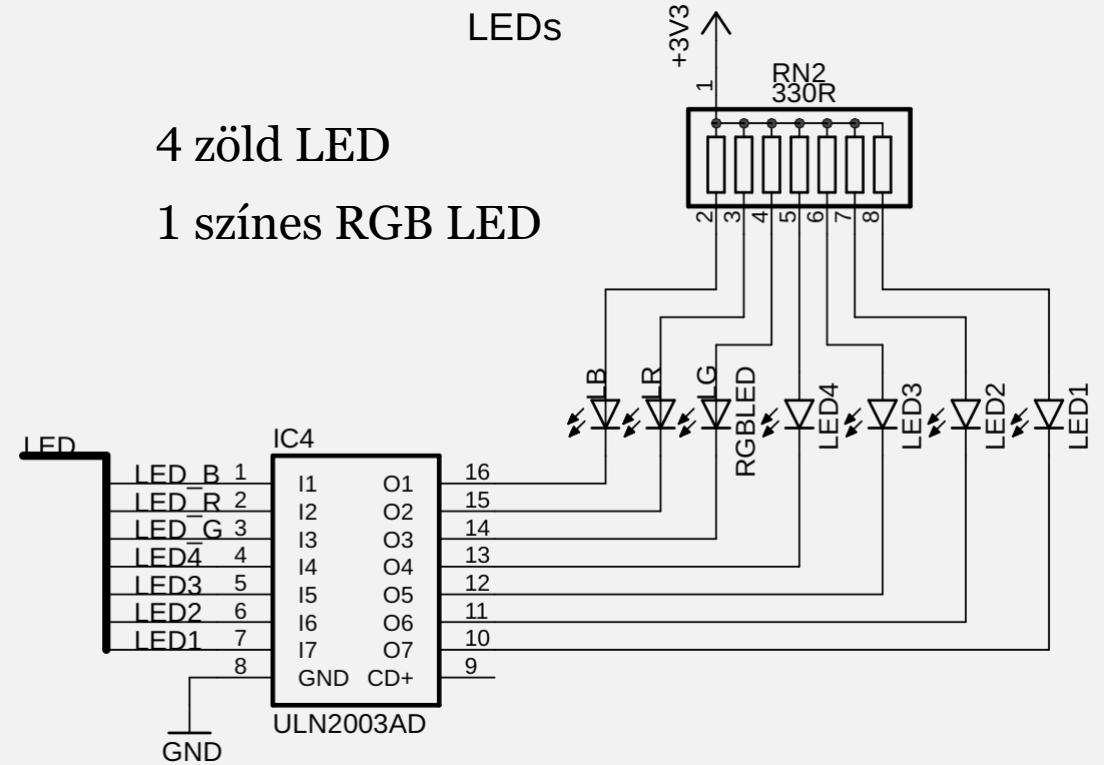 LEDs
+3V3
1
RN2
330R
4 zöld LED
1 színes RGB LED
2 3 4 5 6 7 8
LB LR LG RGBLED LED4 LED3 LED2 LED1
LED
IC4
LED_B 1 I1 O1 16
LED_R 2 I2 O2 15
LED_G 3 I3 O3 14
LED4 4 I4 O4 13
LED3 5 I5 O5 12
LED2 6 I6 O6 11
LED1 7 I7 O7 10
8 GND CD+ 9
ULN2003AD
GND